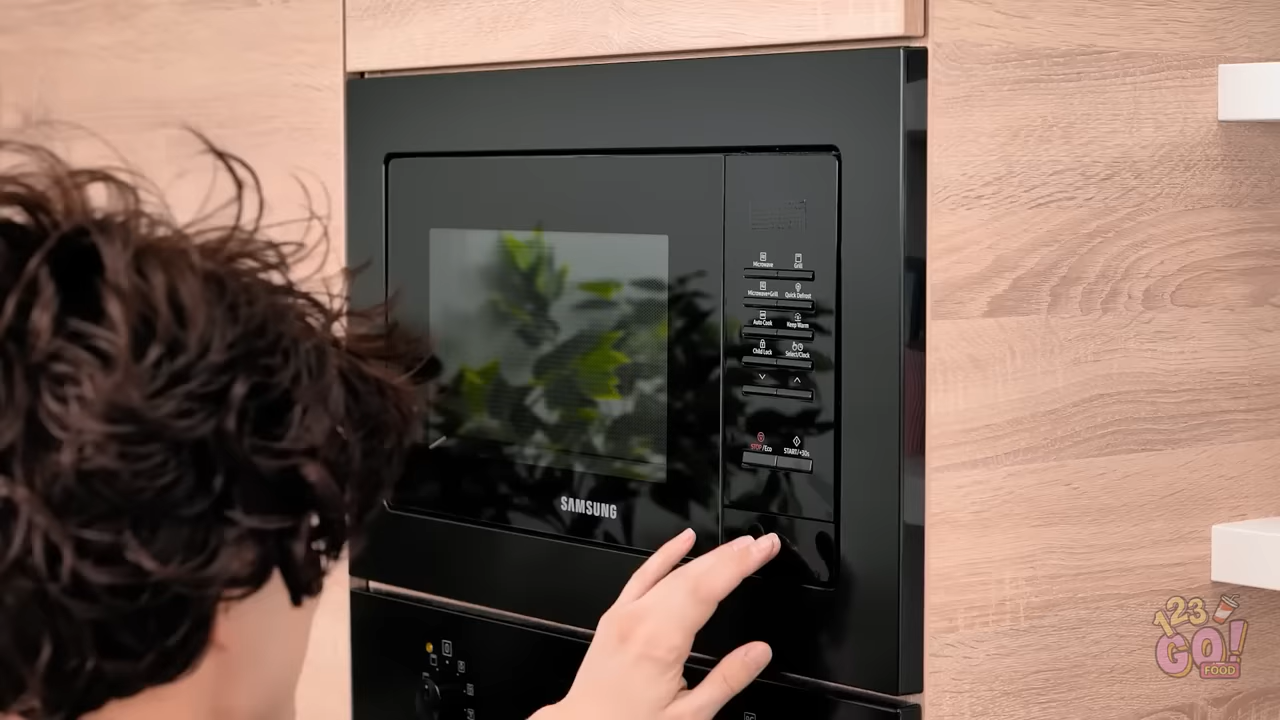 Microwave
Grill
Microwave+Grill
Quick Defrost
Auto Cook
Keep Warm
Child Lock
Select/Clock
STOP/Eco
START/+30s
SAMSUNG
123
GO!
FOOD